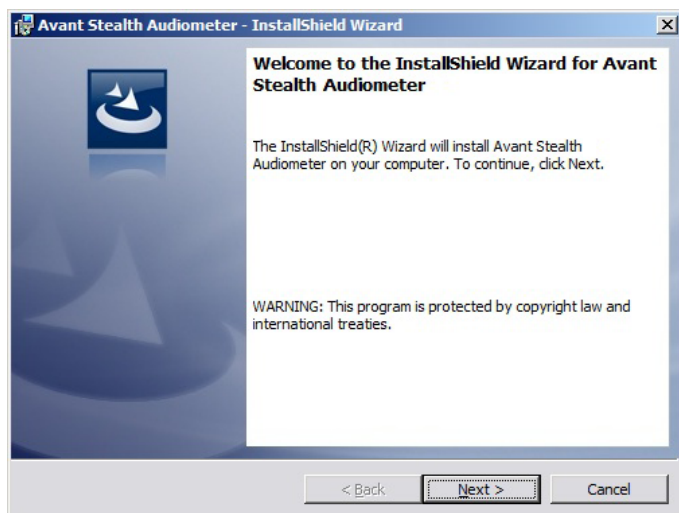 Avant Stealth Audiometer - InstallShield Wizard
Welcome to the InstallShield Wizard for Avant
Stealth Audiometer
The InstallShield(R) Wizard will install Avant Stealth
Audiometer on your computer. To continue, click Next.
WARNING: This program is protected by copyright law and
international treaties.
< Back Next > Cancel